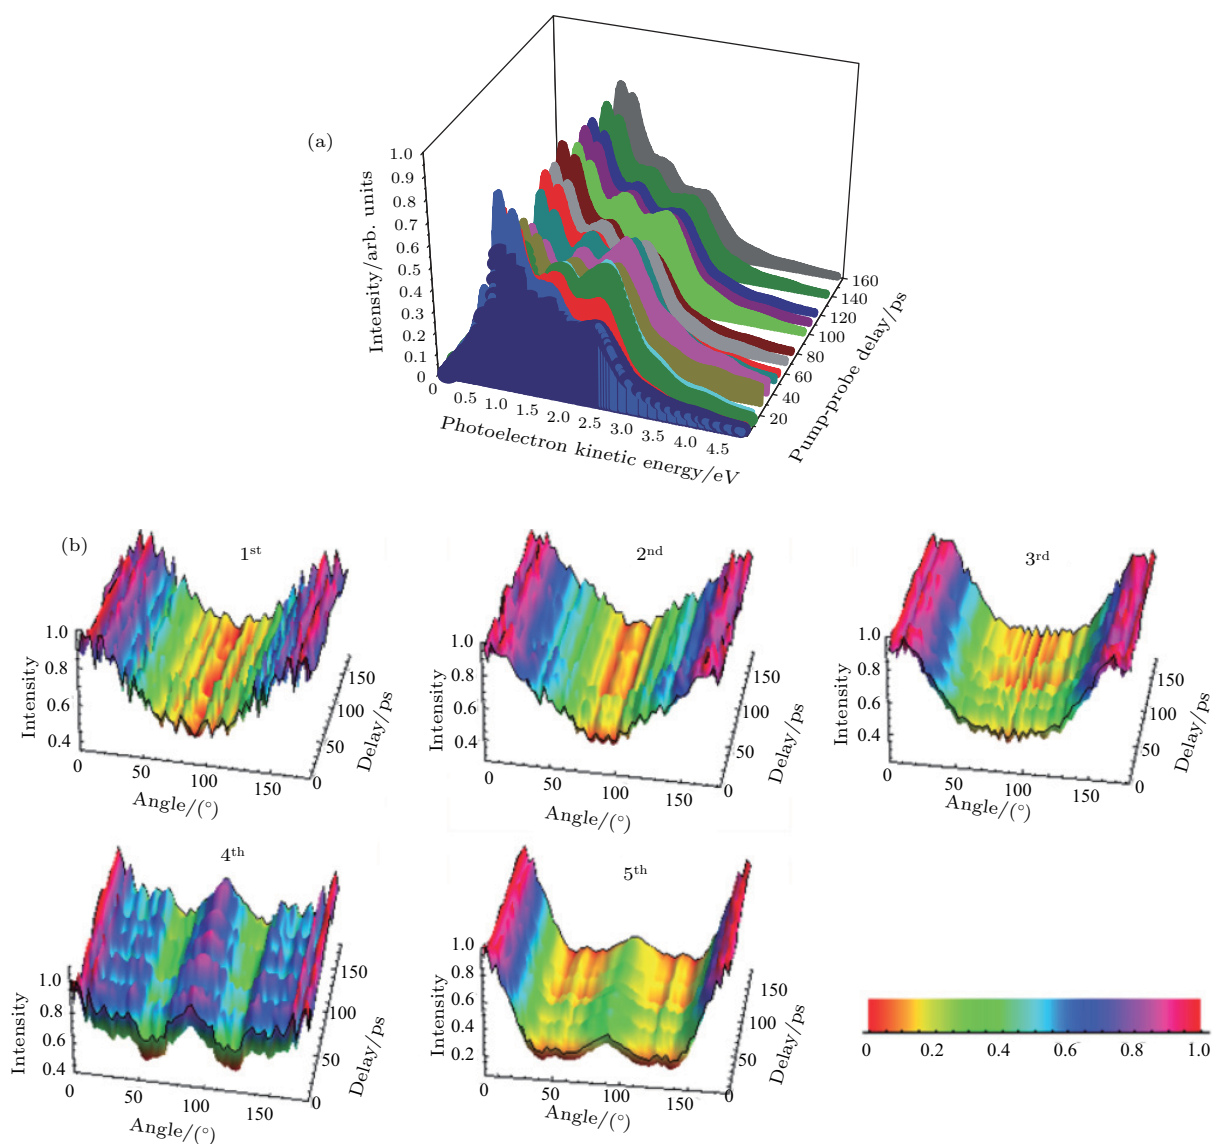 (a)
Intensity/arb. units
1.0
0.9
0.8
0.7
0.6
0.5
0.4
0.3
0.2
0.1
0
0 0.5 1.0 1.5 2.0 2.5 3.0 3.5 4.0 4.5
Photoelectron kinetic energy/eV
160
140
120
100
80
60
40
20
Pump-probe delay/ps
(b)
1st
Intensity
1.0
0.8
0.6
0.4
0 50 100 150
Angle/(°)
150
100
50
0
Delay/ps
2nd
Intensity
1.0
0.8
0.6
0.4
0 50 100 150
Angle/(°)
150
100
50
0
Delay/ps
3rd
Intensity
1.0
0.8
0.6
0.4
0 50 100 150
Angle/(°)
150
100
50
0
Delay/ps
4th
Intensity
1.0
0.8
0.6
0.4
0 50 100 150
Angle/(°)
150
100
50
0
Delay/ps
5th
Intensity
1.0
0.8
0.6
0.4
0.2
0 50 100 150
Angle/(°)
150
100
50
0
Delay/ps
0 0.2 0.4 0.6 0.8 1.0